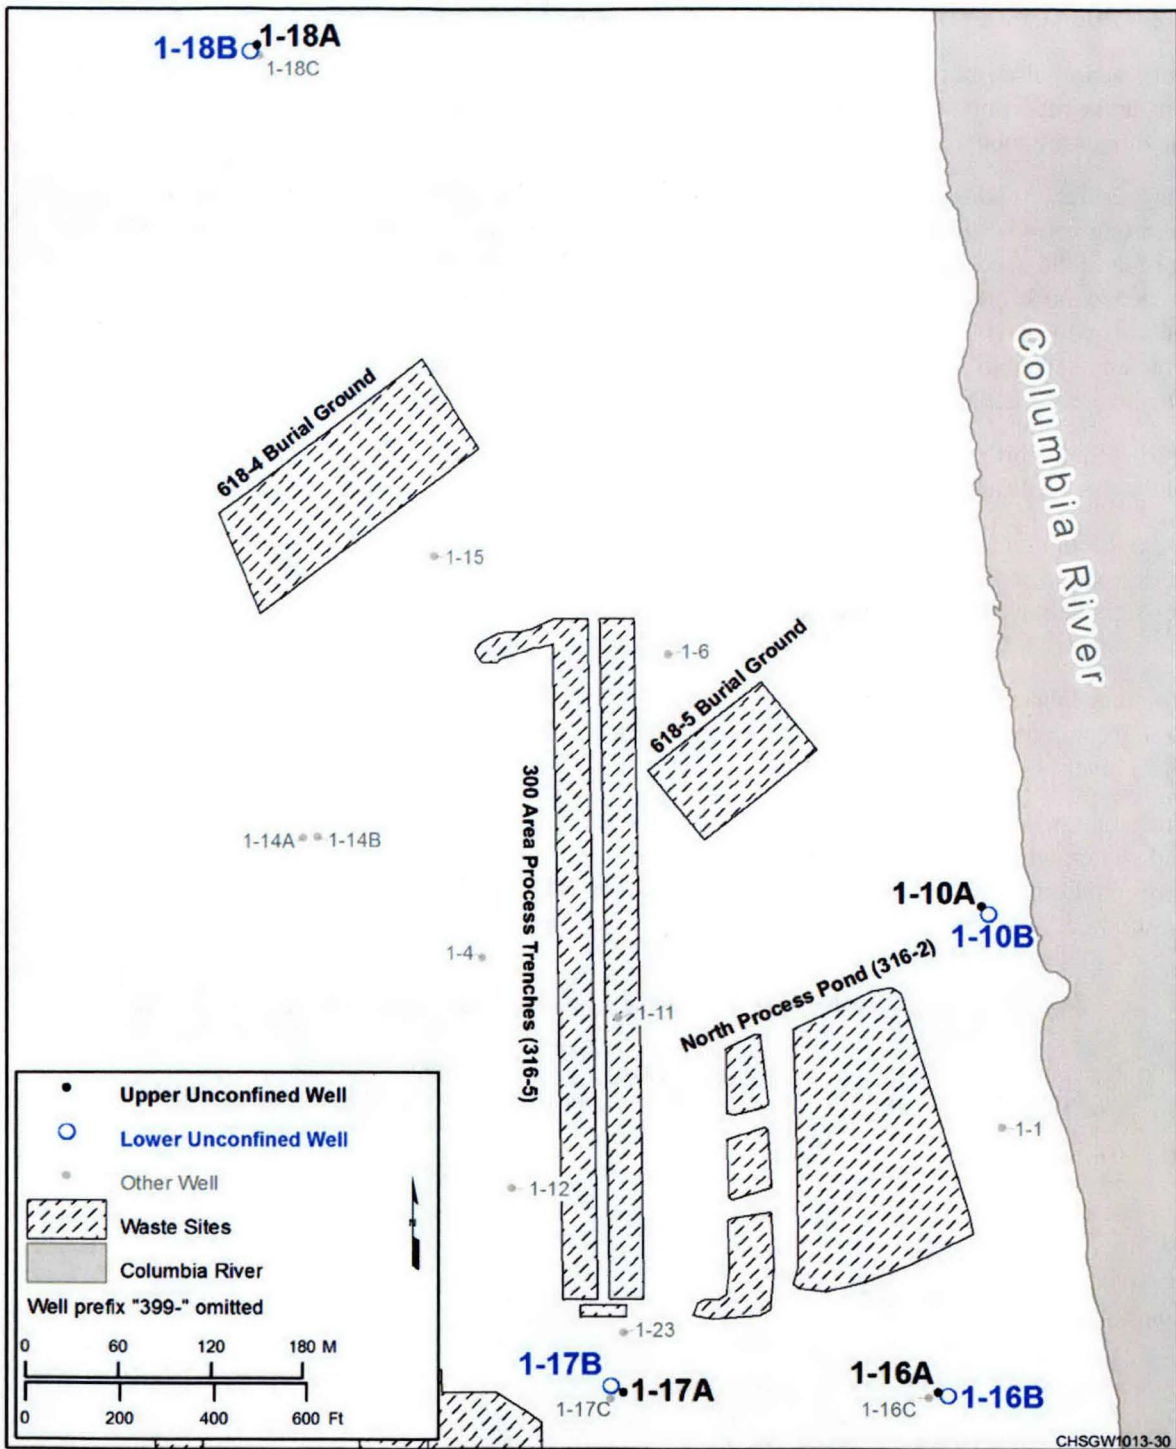 1-18A
1-18B
1-18C
Columbia River
618-4 Burial Ground
1-15
1-6
618-5 Burial Ground
300 Area Process Trenches (316-5)
1-14A
1-14B
1-10A
1-10B
1-4
North Process Pond (316-2)
1-11
1-1
1-12
1-23
1-17B
1-17A
1-17C
1-16A
1-16B
1-16C
Upper Unconfined Well
Lower Unconfined Well
Other Well
Waste Sites
Columbia River
Well prefix "399-" omitted
0 60 120 180 M
0 200 400 600 Ft
CHSGW1013-30